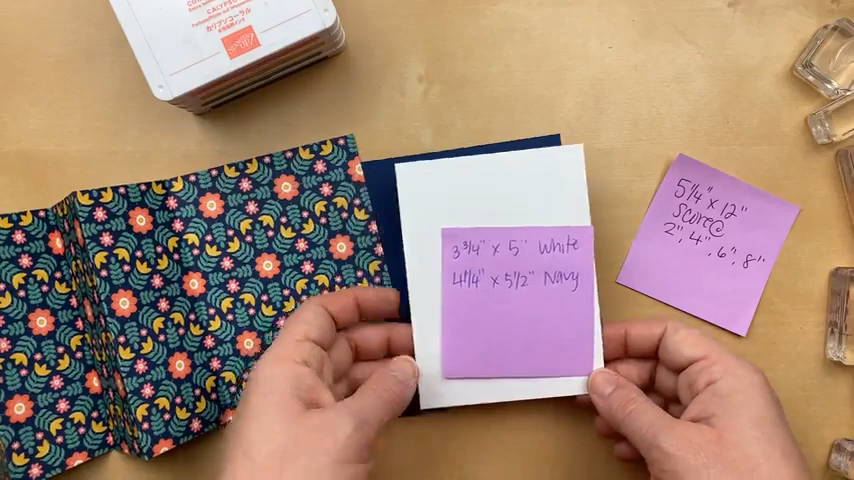 CALYPSO
カリプソコーラル
3 3/4" x 5" White
4 1/4" x 5 1/2" Navy
5 1/4" x 12"
Score@
2", 4", 6", 8"